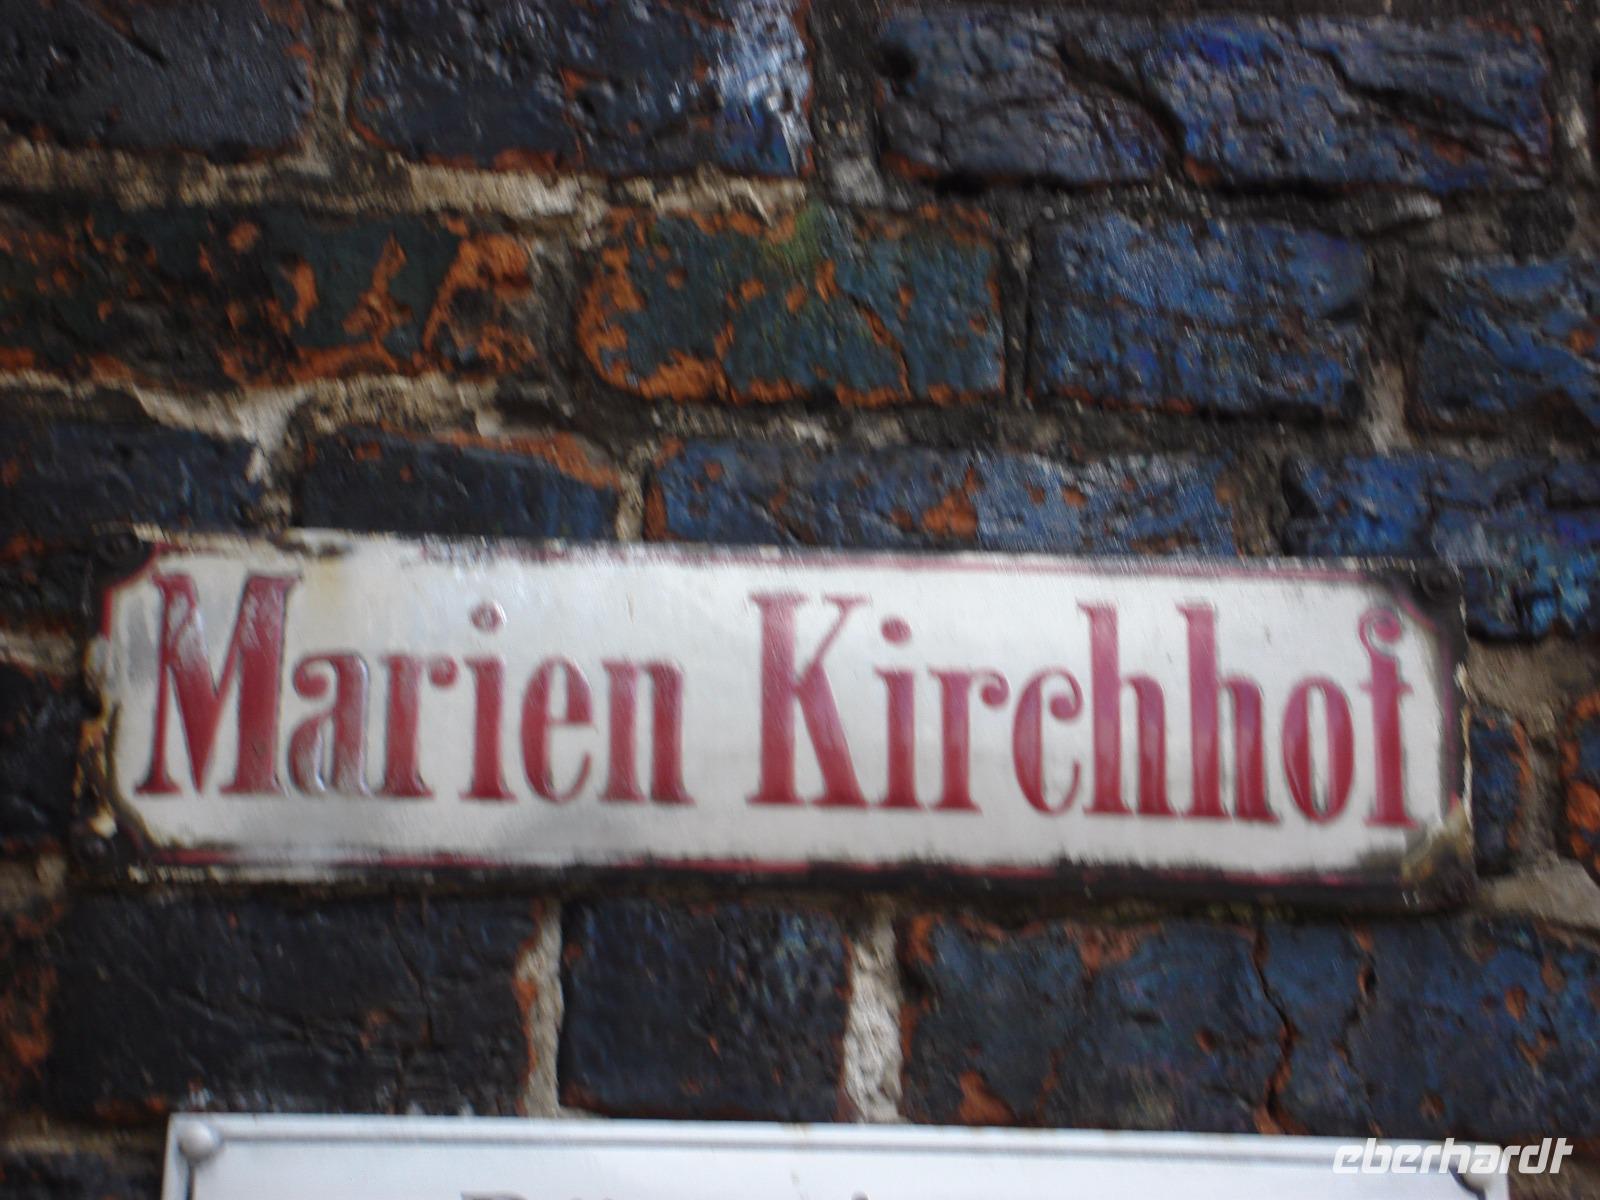 Marien Kirchhof
eberhardt